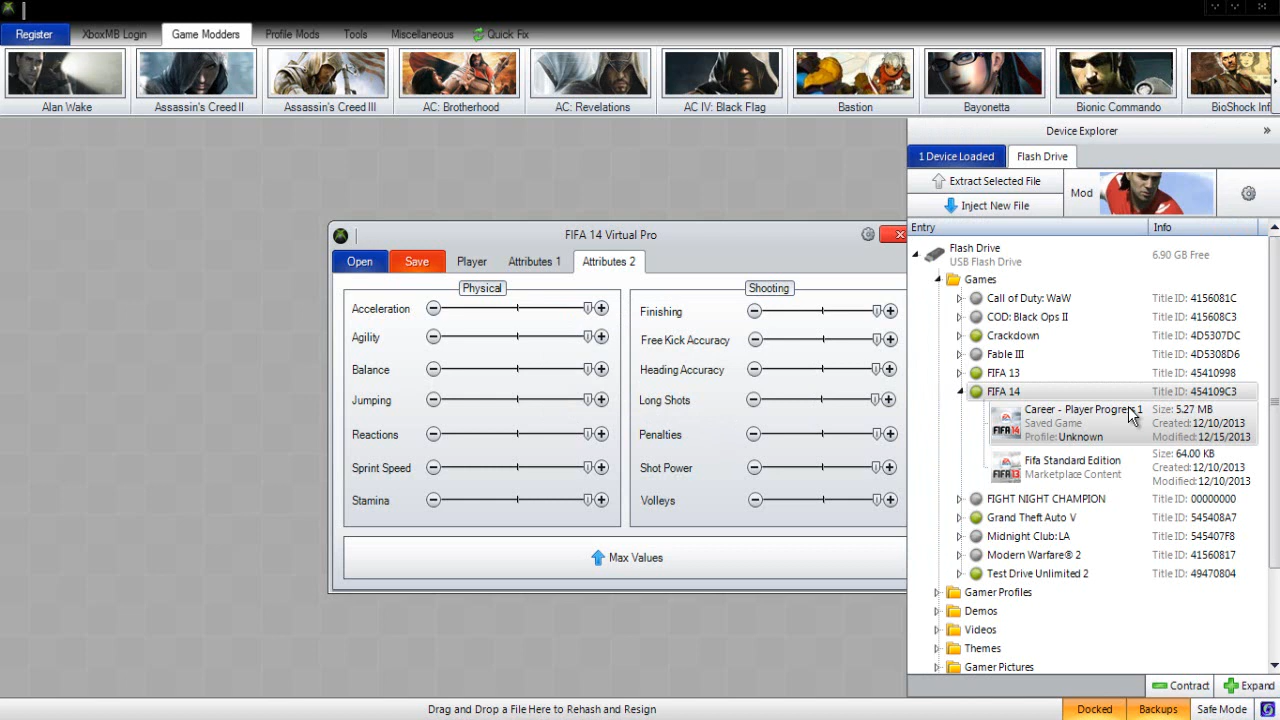 Register XboxMB Login Game Modders Profile Mods Tools Miscellaneous Quick Fix
Alan Wake Assassin's Creed II Assassin's Creed III AC: Brotherhood AC: Revelations AC IV: Black Flag Bastion Bayonetta Bionic Commando BioShock Inf
Device Explorer »
1 Device Loaded Flash Drive
Extract Selected File
Mod
Inject New File
Entry Info
Flash Drive
USB Flash Drive
6.90 GB Free
Games
Call of Duty: WaW Title ID: 4156081C
COD: Black Ops II Title ID: 415608C3
Crackdown Title ID: 4D5307DC
Fable III Title ID: 4D5308D6
FIFA 13 Title ID: 45410998
FIFA 14 Title ID: 454109C3
Career - Player Progress 1 Size: 5.27 MB
Saved Game Created: 12/10/2013
Profile: Unknown Modified: 12/15/2013
FIFA14
Size: 64.00 KB
Fifa Standard Edition Created: 12/10/2013
Marketplace Content Modified: 12/10/2013
FIFA13
FIGHT NIGHT CHAMPION Title ID: 00000000
Grand Theft Auto V Title ID: 545408A7
Midnight Club: LA Title ID: 545407F8
Modern Warfare® 2 Title ID: 41560817
Test Drive Unlimited 2 Title ID: 49470804
Gamer Profiles
Demos
Videos
Themes
Gamer Pictures
Contract Expand
FIFA 14 Virtual Pro
Open Save Player Attributes 1 Attributes 2
Physical
Acceleration
Agility
Balance
Jumping
Reactions
Sprint Speed
Stamina
Shooting
Finishing
Free Kick Accuracy
Heading Accuracy
Long Shots
Penalties
Shot Power
Volleys
Max Values
Drag and Drop a File Here to Rehash and Resign
Docked Backups Safe Mode